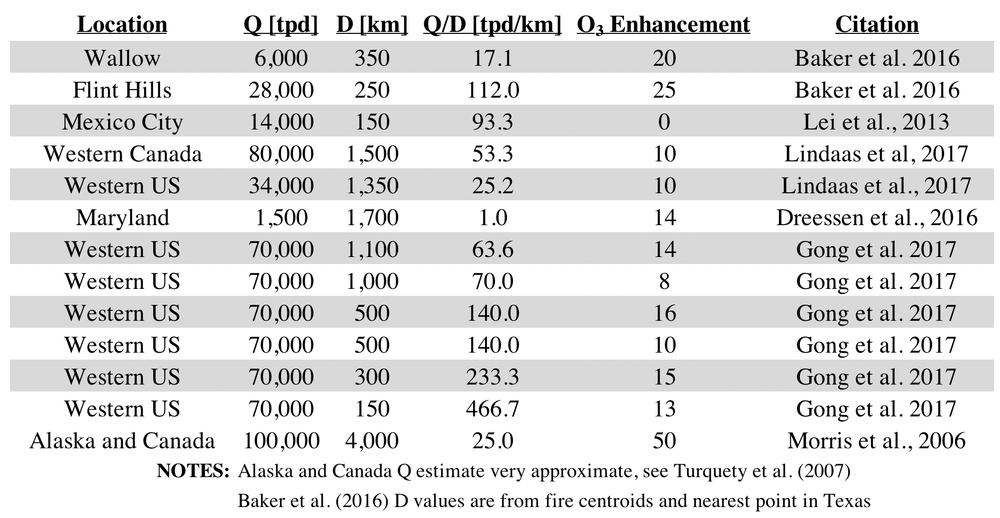 Location Q [tpd] D [km] Q/D [tpd/km] O₃ Enhancement Citation
Wallow 6,000 350 17.1 20 Baker et al. 2016
Flint Hills 28,000 250 112.0 25 Baker et al. 2016
Mexico City 14,000 150 93.3 0 Lei et al., 2013
Western Canada 80,000 1,500 53.3 10 Lindaas et al, 2017
Western US 34,000 1,350 25.2 10 Lindaas et al., 2017
Maryland 1,500 1,700 1.0 14 Dreessen et al., 2016
Western US 70,000 1,100 63.6 14 Gong et al. 2017
Western US 70,000 1,000 70.0 8 Gong et al. 2017
Western US 70,000 500 140.0 16 Gong et al. 2017
Western US 70,000 500 140.0 10 Gong et al. 2017
Western US 70,000 300 233.3 15 Gong et al. 2017
Western US 70,000 150 466.7 13 Gong et al. 2017
Alaska and Canada 100,000 4,000 25.0 50 Morris et al., 2006
NOTES: Alaska and Canada Q estimate very approximate, see Turquety et al. (2007)
Baker et al. (2016) D values are from fire centroids and nearest point in Texas